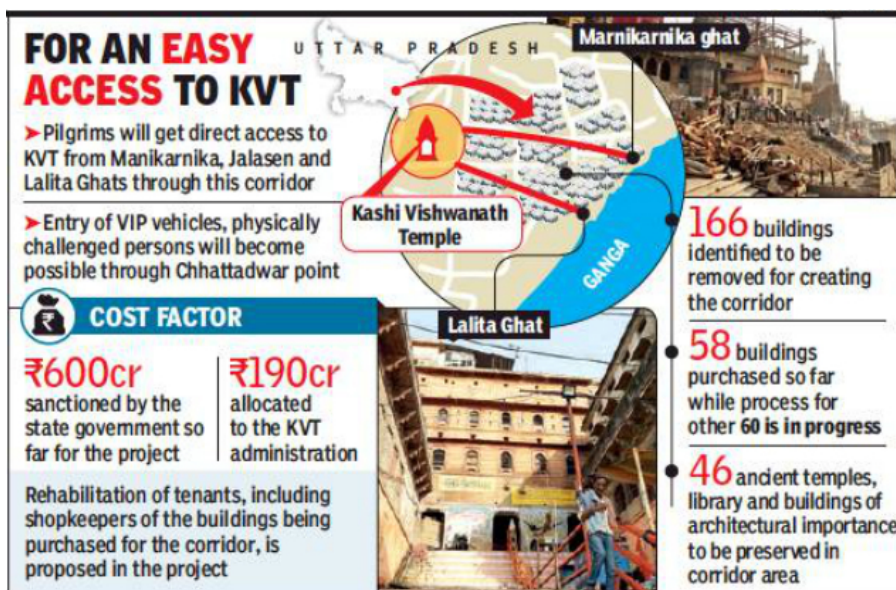 FOR AN EASY
ACCESS TO KVT
➤Pilgrims will get direct access to
KVT from Manikarnika, Jalasen and
Lalita Ghats through this corridor
➤Entry of VIP vehicles, physically
challenged persons will become
possible through Chhattadwar point
UTTAR PRADESH
Marnikarnika ghat
Kashi Vishwanath
Temple
GANGA
Lalita Ghat
₹
COST FACTOR
₹600cr
sanctioned by the
state government so
far for the project
₹190cr
allocated
to the KVT
administration
Rehabilitation of tenants, including
shopkeepers of the buildings being
purchased for the corridor, is
proposed in the project
166 buildings
identified to be
removed for creating
the corridor
58 buildings
purchased so far
while process for
other 60 is in progress
46 ancient temples,
library and buildings of
architectural importance
to be preserved in
corridor area